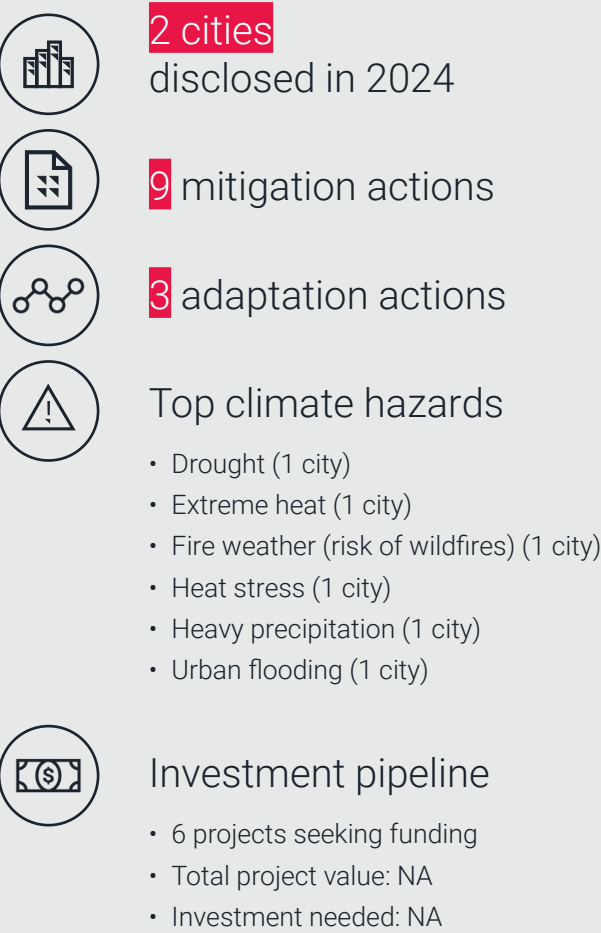 2 cities
disclosed in 2024
9 mitigation actions
3 adaptation actions
Top climate hazards
• Drought (1 city)
• Extreme heat (1 city)
• Fire weather (risk of wildfires) (1 city)
• Heat stress (1 city)
• Heavy precipitation (1 city)
• Urban flooding (1 city)
Investment pipeline
• 6 projects seeking funding
• Total project value: NA
• Investment needed: NA